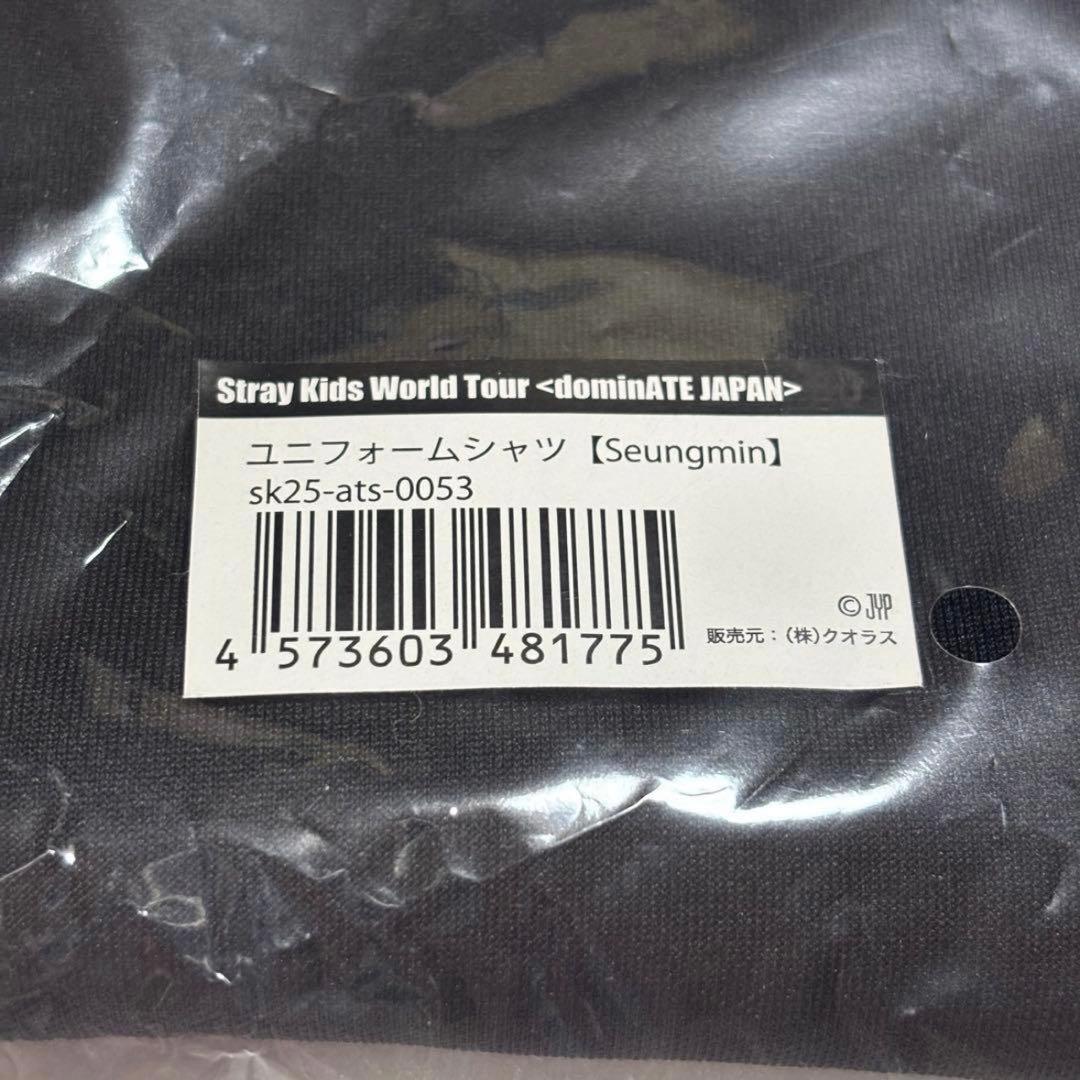 Stray Kids World Tour <dominATE JAPAN>
ユニフォームシャツ【Seungmin】
sk25-ats-0053
4 573603 481775
© JYP
販売元：（株）クオラス